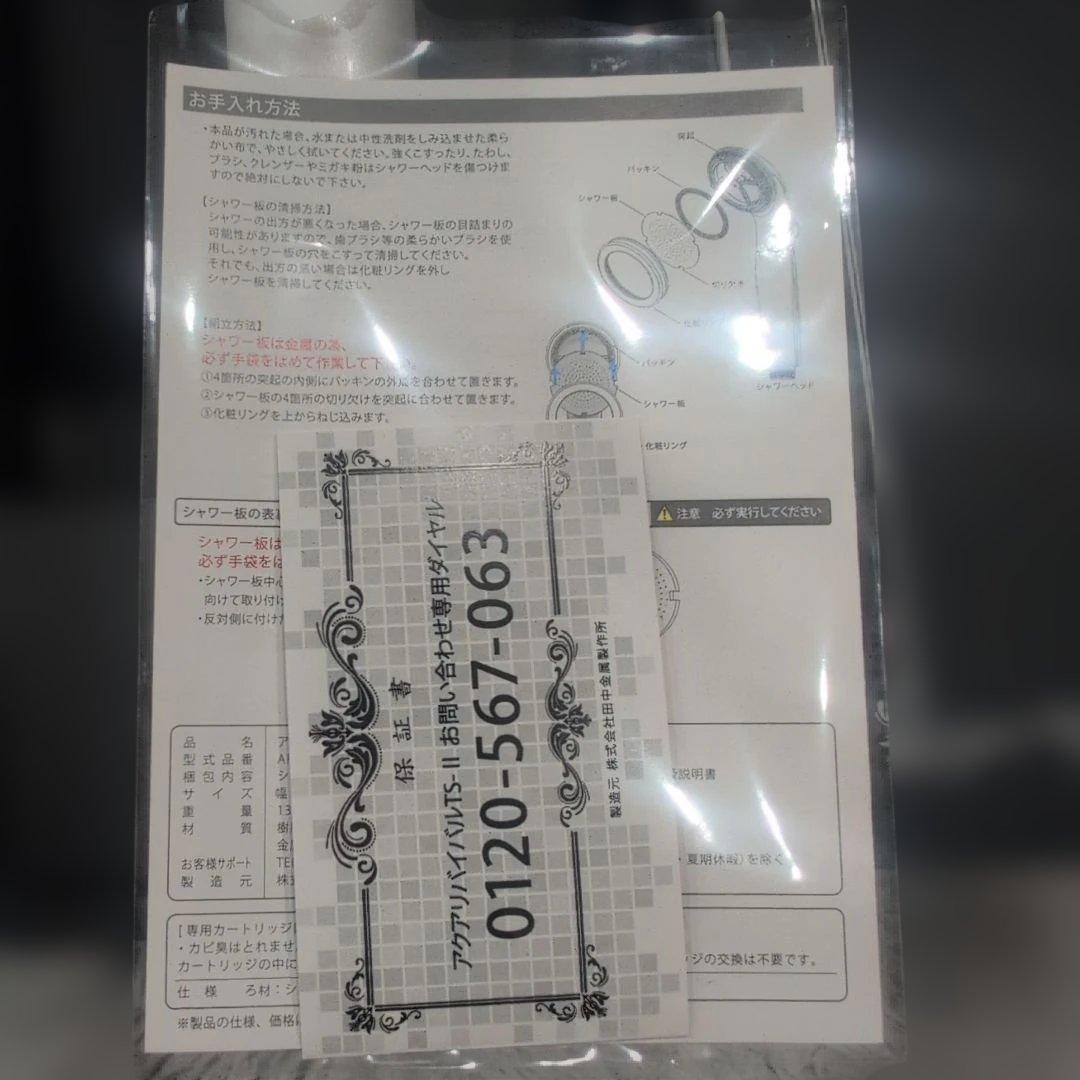 お手入れ方法
・本品が汚れた場合、水または中性洗剤をしみ込ませた柔ら
かい布で、やさしく拭いてください。強くこすったり、たわし、
ブラシ、クレンザーやミガキ粉はシャワーヘッドを傷つけま
すので絶対にしないで下さい。
【シャワー板の清掃方法】
シャワーの出方が悪くなった場合、シャワー板の目詰まりの
可能性がありますので、歯ブラシ等の柔らかいブラシを使
用し、シャワー板の穴をこすって清掃してください。
それでも、出方の悪い場合は化粧リングを外し
シャワー板を清掃してください。
突起
パッキン
シャワー板
切り欠き
化粧リング
シャワーヘッド
【組立方法】
シャワー板は金属の為、
必ず手袋をはめて作業して下さい。
①4箇所の突起の内側にパッキンの外周を合わせて置きます。
②シャワー板の4箇所の切り欠けを突起に合わせて置きます。
③化粧リングを上からねじ込みます。
パッキン
シャワー板
化粧リング
シャワー板の表
注意 必ず実行してください
シャワー板は
必ず手袋をは
・シャワー板中心
向けて取り付け
・反対側に付けた
保証書
アクアリバイバルTS-II お問い合わせ専用ダイヤル
0120-567-063
製造元 株式会社田中金属製作所
品名 ア
型式品番 A
梱包内容 シ
扱説明書
サイズ 幅
重量 13
材質 樹
金
お客様サポート TE
・夏期休暇)を除く
製造元 株
[専用カートリッジ
・カビ臭はとれませ
カートリッジの中に
ッジの交換は不要です。
仕様 ろ材:シ
※製品の仕様、価格は